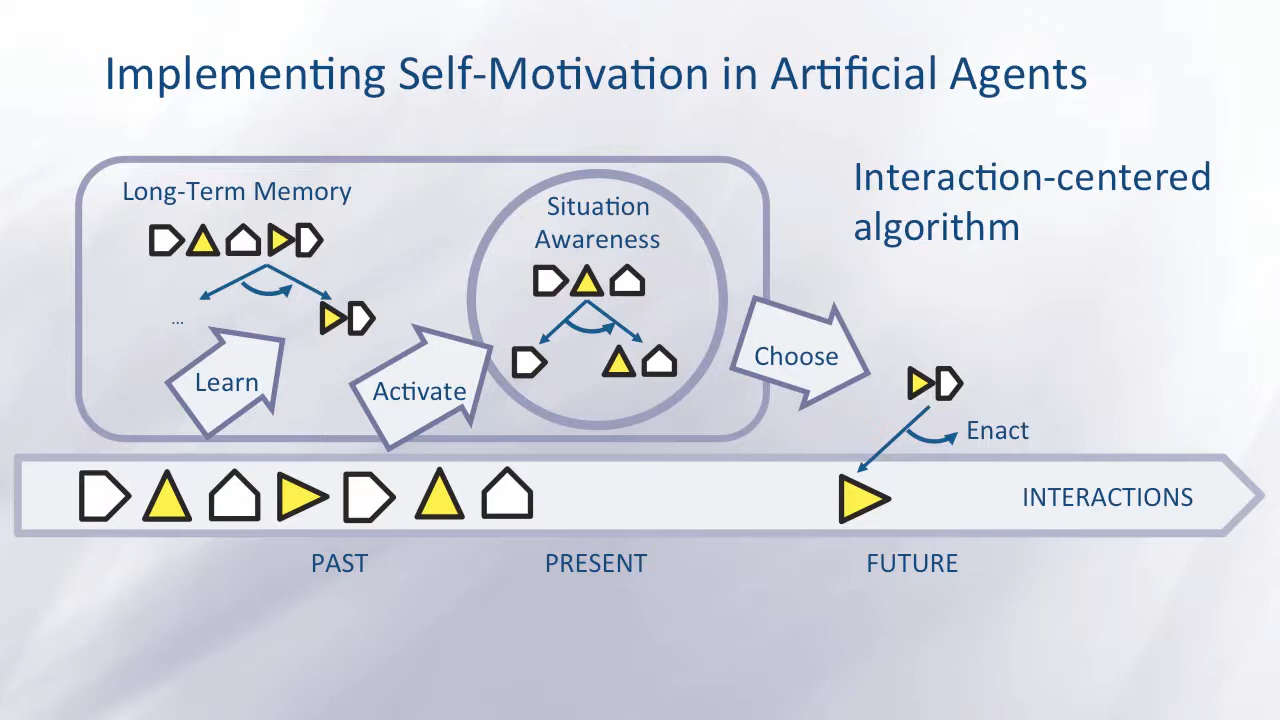 Implementing Self-Motivation in Artificial Agents
Interaction-centered
algorithm
Long-Term Memory
Situation
Awareness
...
Learn
Activate
Choose
Enact
INTERACTIONS
PAST
PRESENT
FUTURE